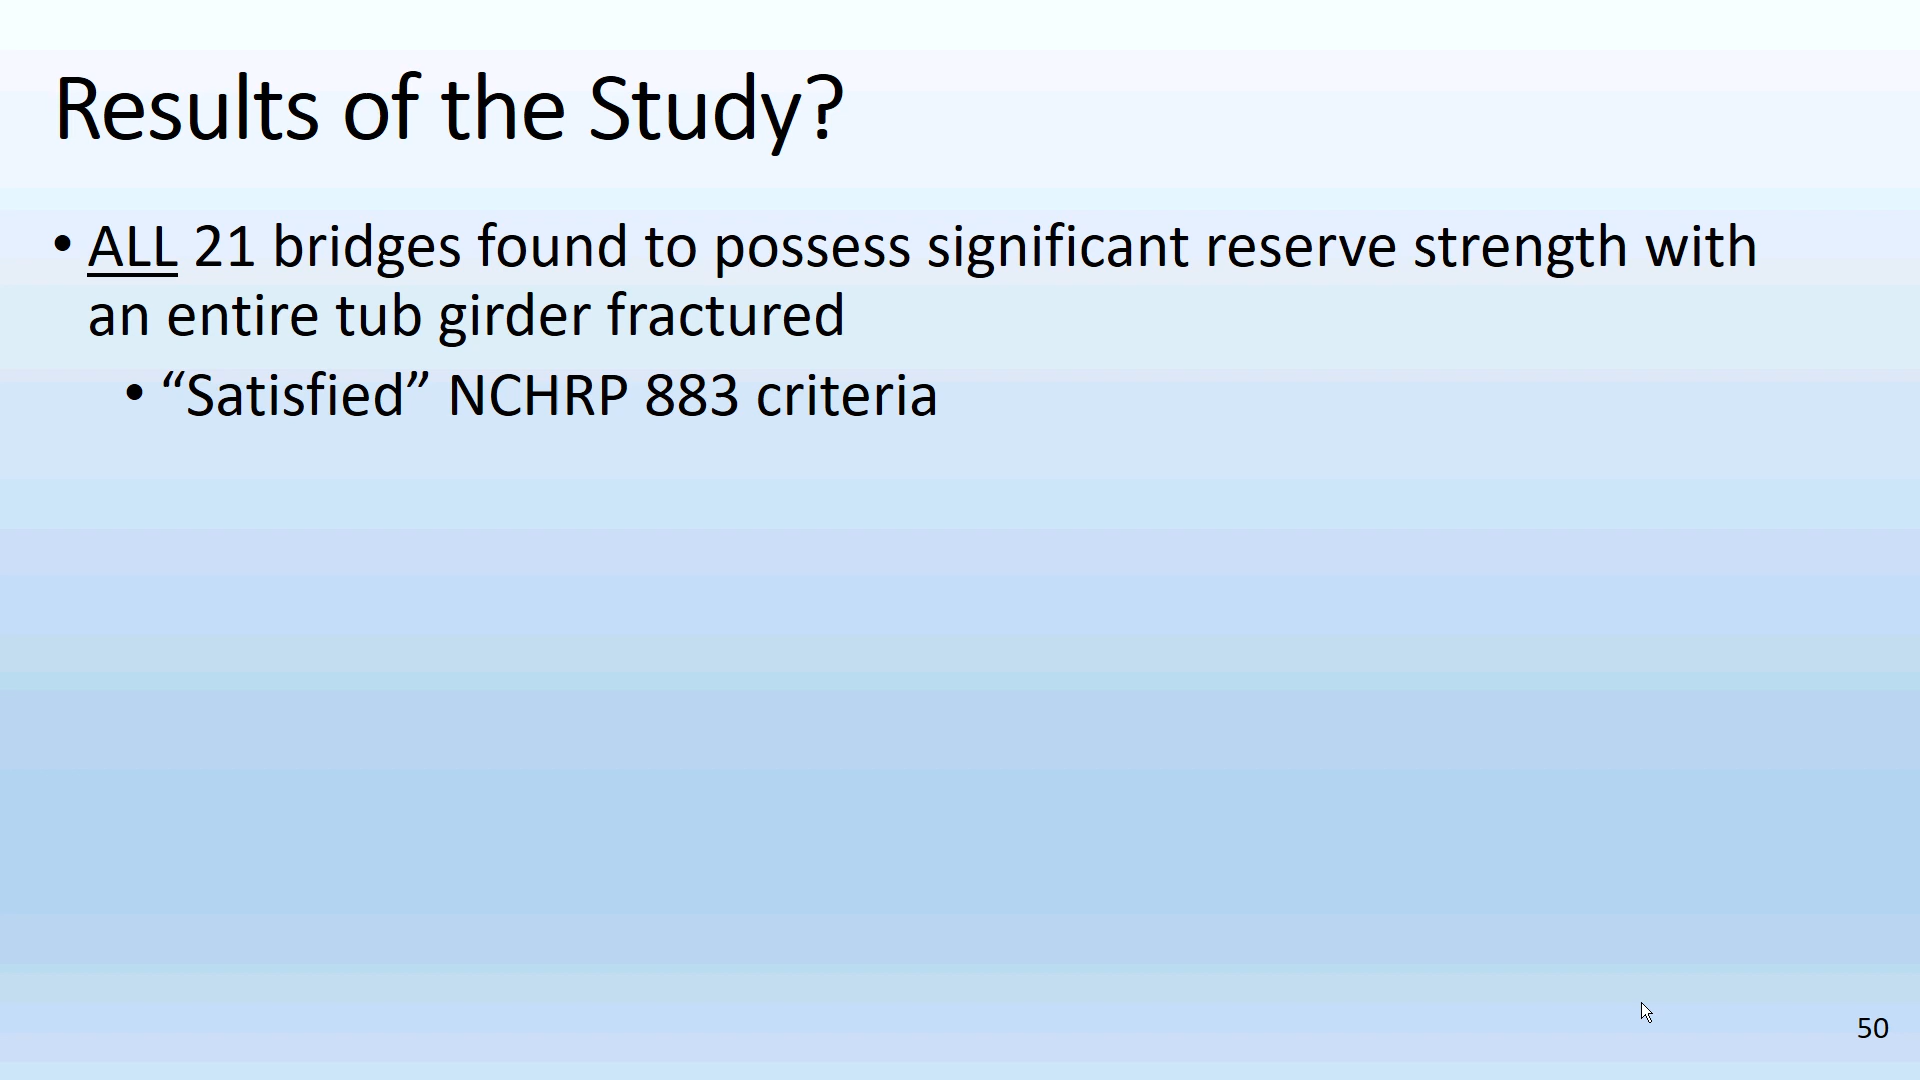 Results of the Study?
• ALL 21 bridges found to possess significant reserve strength with
an entire tub girder fractured
• “Satisfied” NCHRP 883 criteria
50